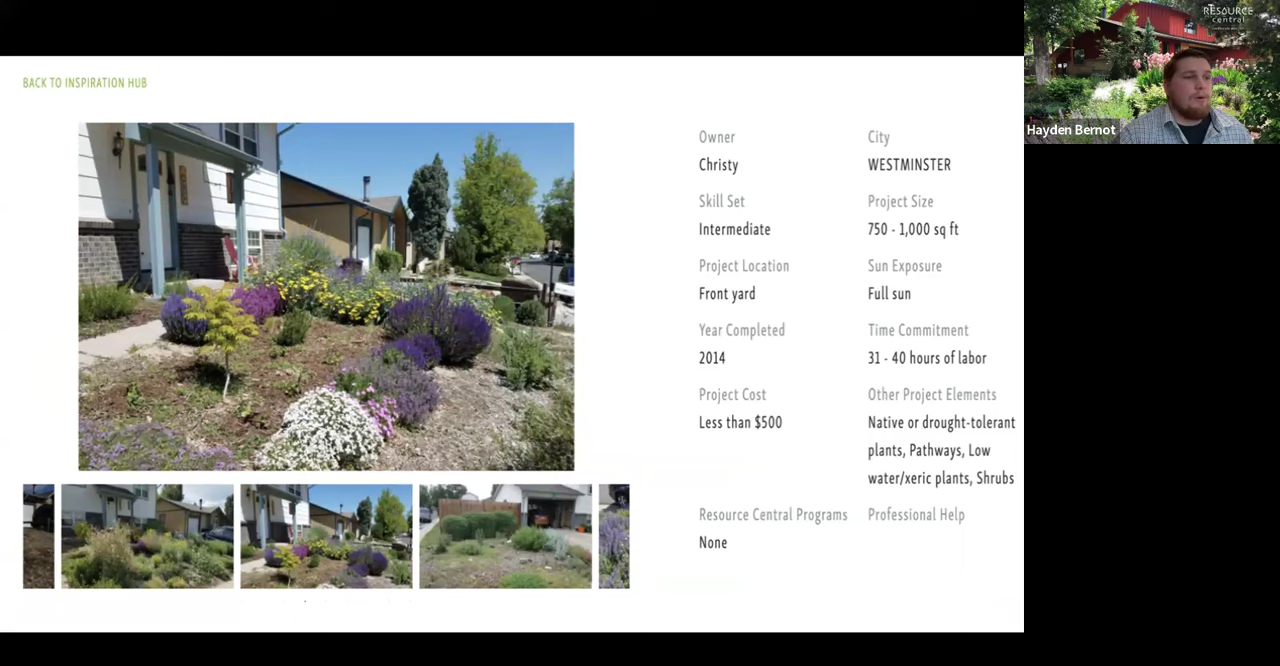 BACK TO INSPIRATION HUB
Owner
Christy
City
WESTMINSTER
Skill Set
Intermediate
Project Size
750 - 1,000 sq ft
Project Location
Front yard
Sun Exposure
Full sun
Year Completed
2014
Time Commitment
31 - 40 hours of labor
Project Cost
Less than $500
Other Project Elements
Native or drought-tolerant
plants, Pathways, Low
water/xeric plants, Shrubs
Resource Central Programs
None
Professional Help
RESOURCE
central
Hayden Bernot